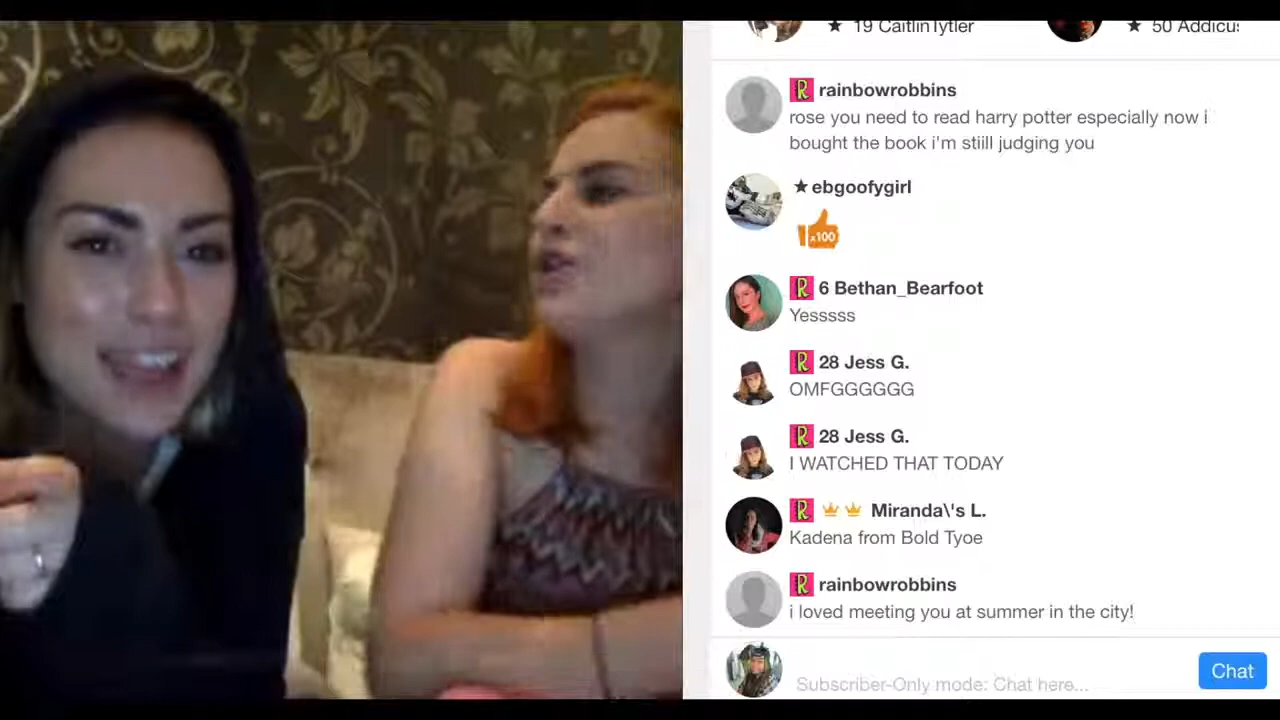 ★ 19 CaitlinTytler ★ 50 Addicus
R rainbowrobbins
rose you need to read harry potter especially now i
bought the book i'm stiill judging you
★ ebgoofygirl
x100
R 6 Bethan_Bearfoot
Yesssss
R 28 Jess G.
OMFGGGGGG
R 28 Jess G.
I WATCHED THAT TODAY
R Miranda\'s L.
Kadena from Bold Tyoe
R rainbowrobbins
i loved meeting you at summer in the city!
Subscriber-Only mode: Chat here...
Chat